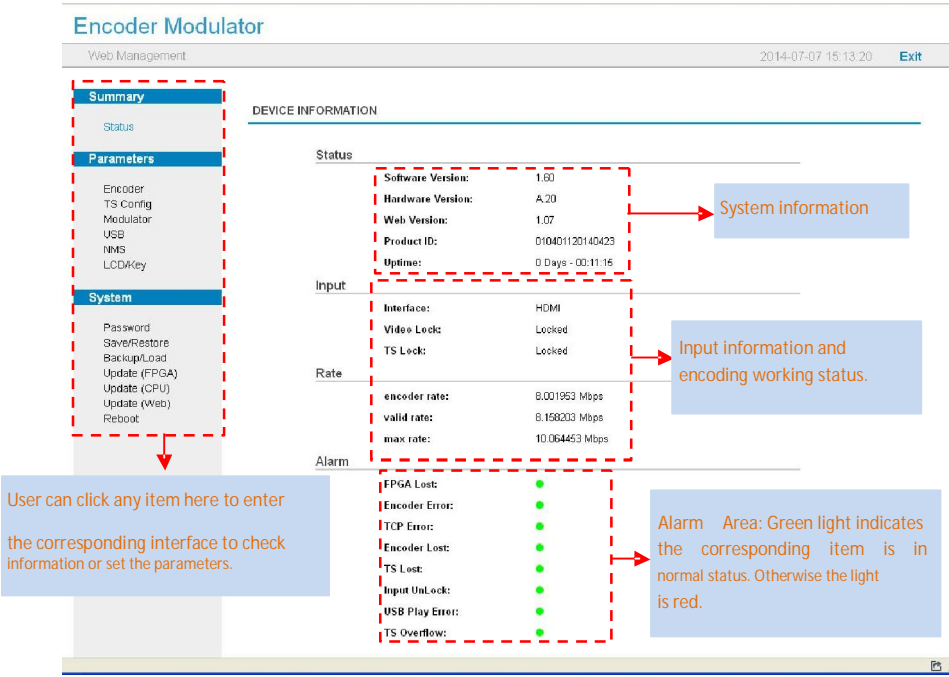 Encoder Modulator
Web Management
2014-07-07 15:13:20 Exit
Summary
Status
Parameters
Encoder
TS Config
Modulator
USB
NMS
LCD/Key
System
Password
Save/Restore
Backup/Load
Update (FPGA)
Update (CPU)
Update (Web)
Reboot
User can click any item here to enter
the corresponding interface to check
information or set the parameters.
DEVICE INFORMATION
Status
Software Version: 1.60
Hardware Version: A.20
Web Version: 1.07
Product ID: 010401120140423
Uptime: 0 Days - 00:11:15
System information
Input
Interface: HDMI
Video Lock: Locked
TS Lock: Locked
Rate
encoder rate: 8.001953 Mbps
valid rate: 8.158203 Mbps
max rate: 10.064453 Mbps
Input information and
encoding working status.
Alarm
FPGA Lost:
Encoder Error:
TCP Error:
Encoder Lost:
TS Lost:
Input UnLock:
USB Play Error:
TS Overflow:
Alarm Area: Green light indicates
the corresponding item is in
normal status. Otherwise the light
is red.